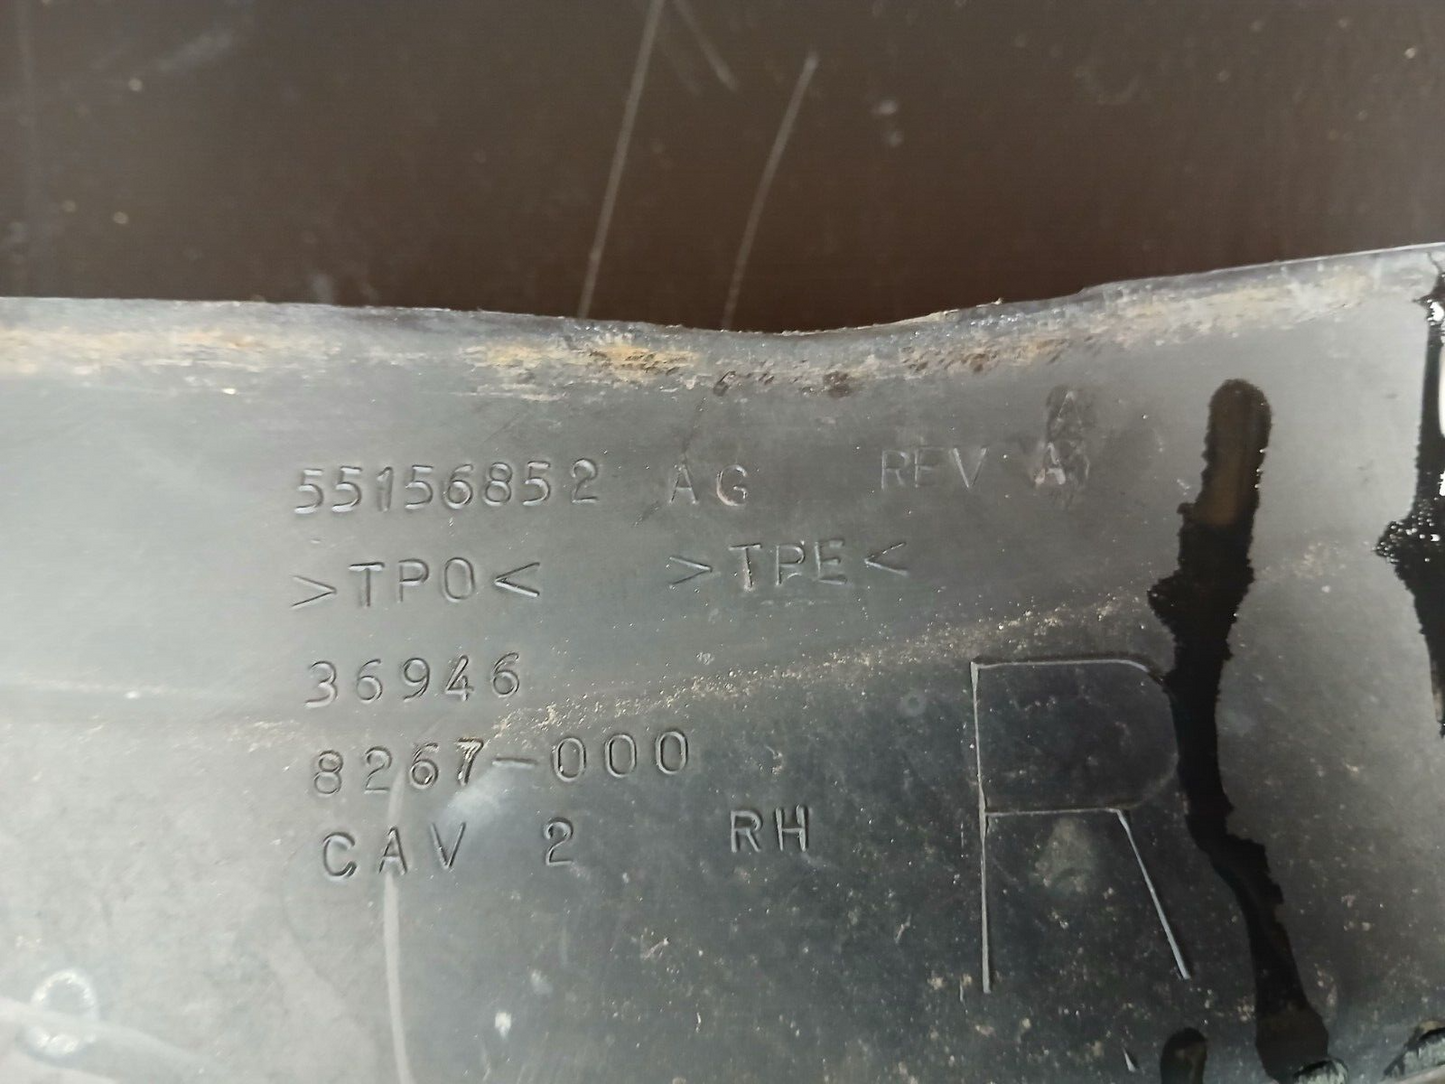 55156852 AG REV A
>TPO< >TPE<
36946
8267-000
CAV 2 RH
R